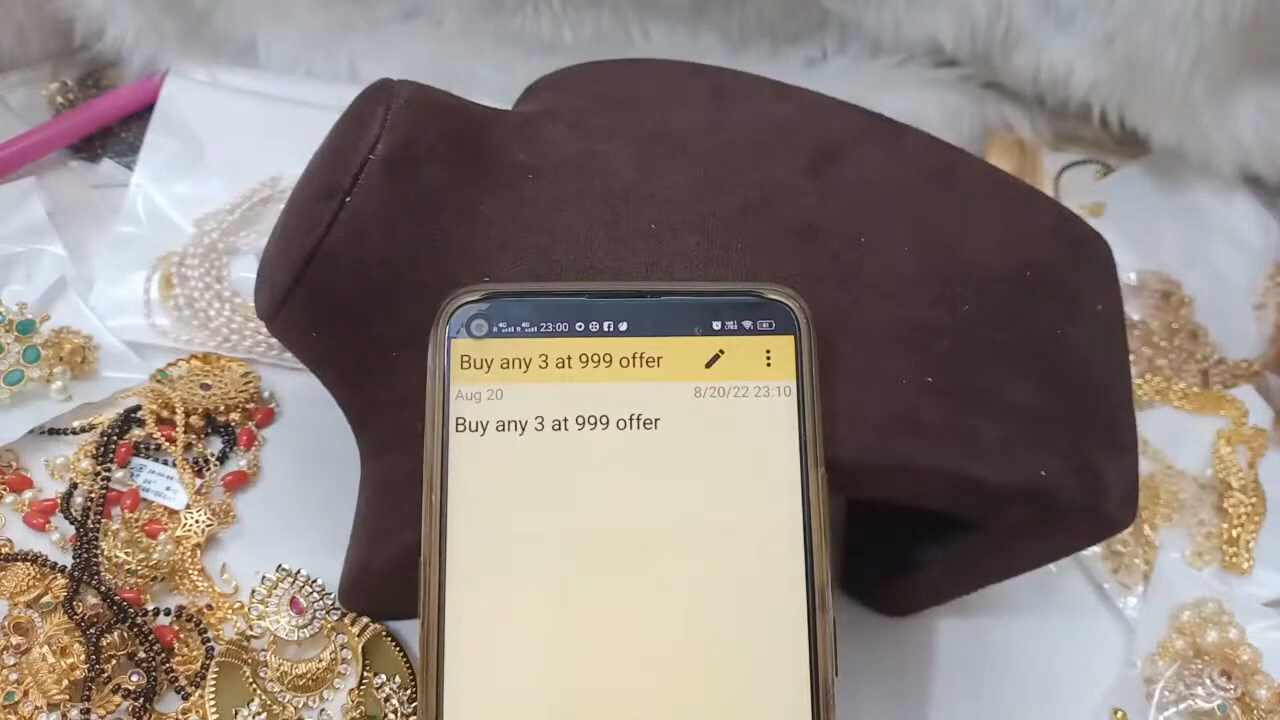 23:00
Buy any 3 at 999 offer
Aug 20
8/20/22 23:10
Buy any 3 at 999 offer